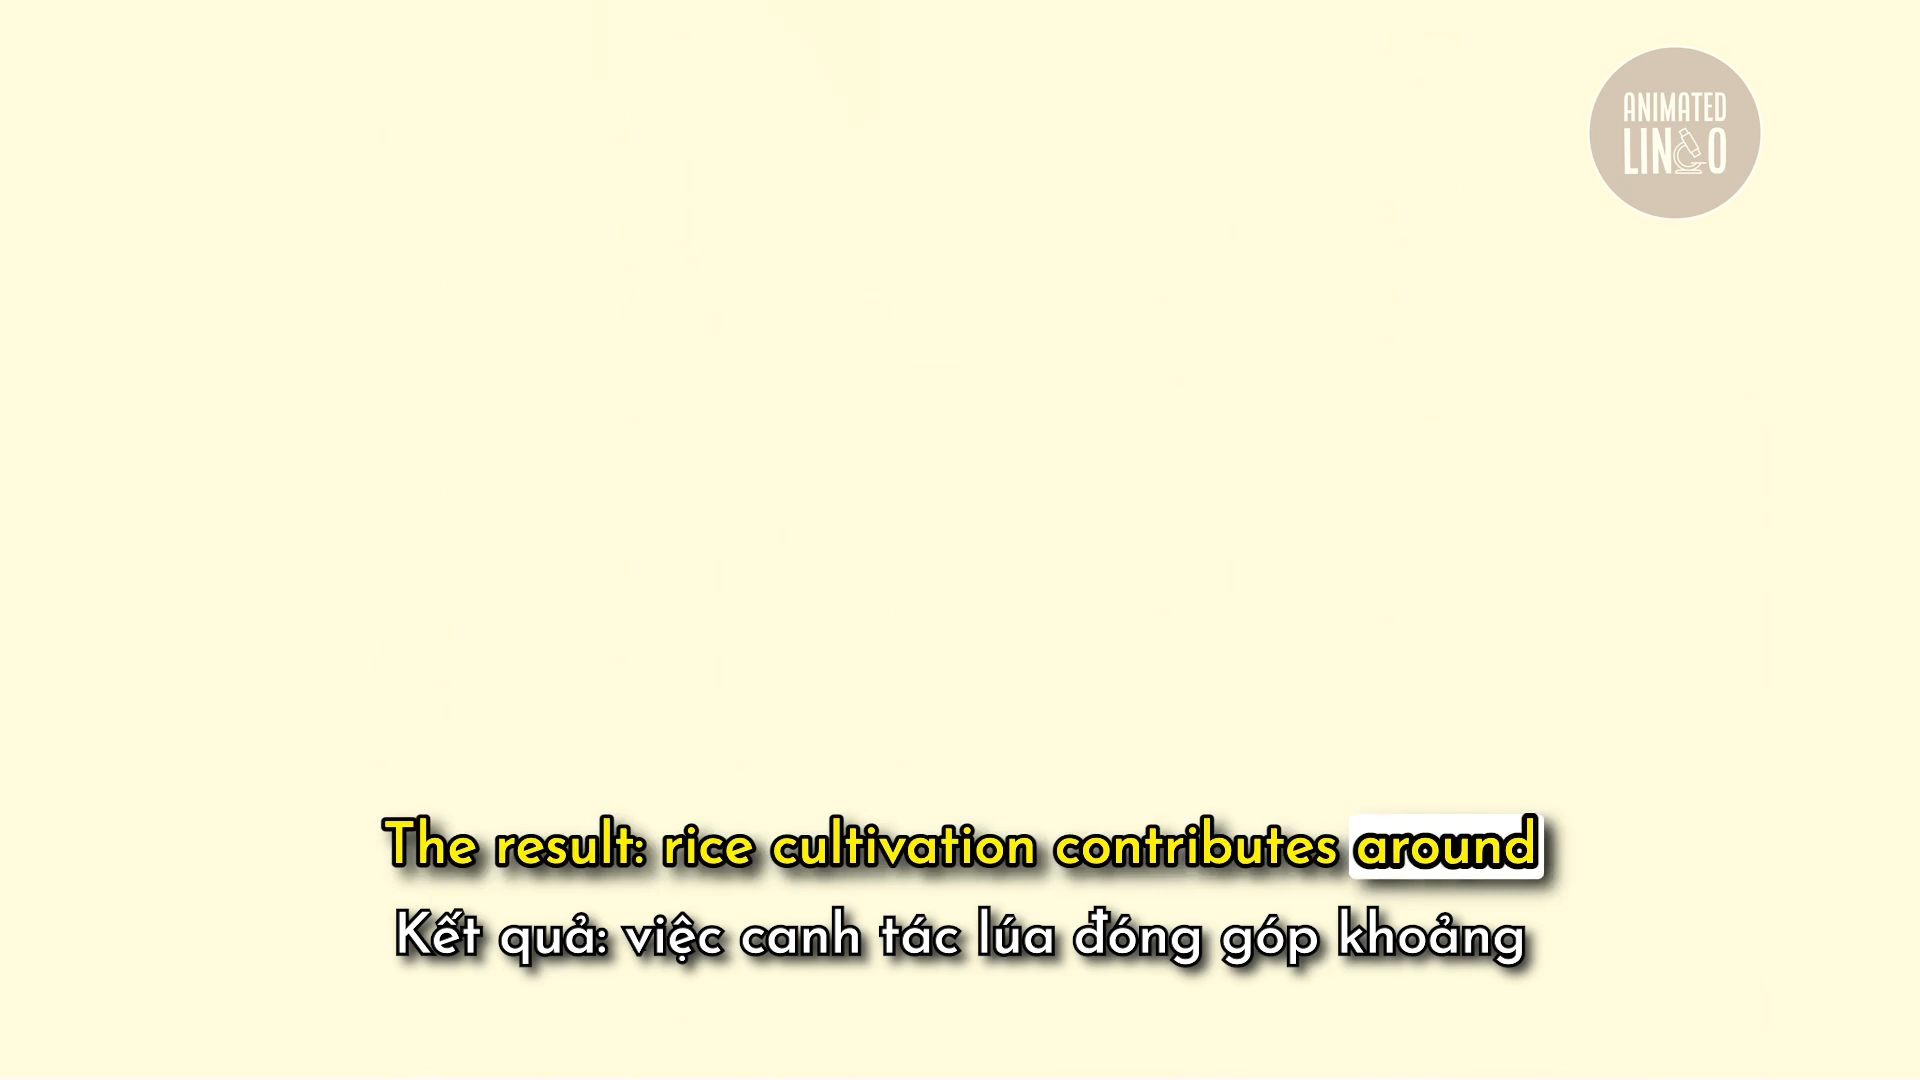 ANIMATED
LINGO
The result: rice cultivation contributes around
Kết quả: việc canh tác lúa đóng góp khoảng